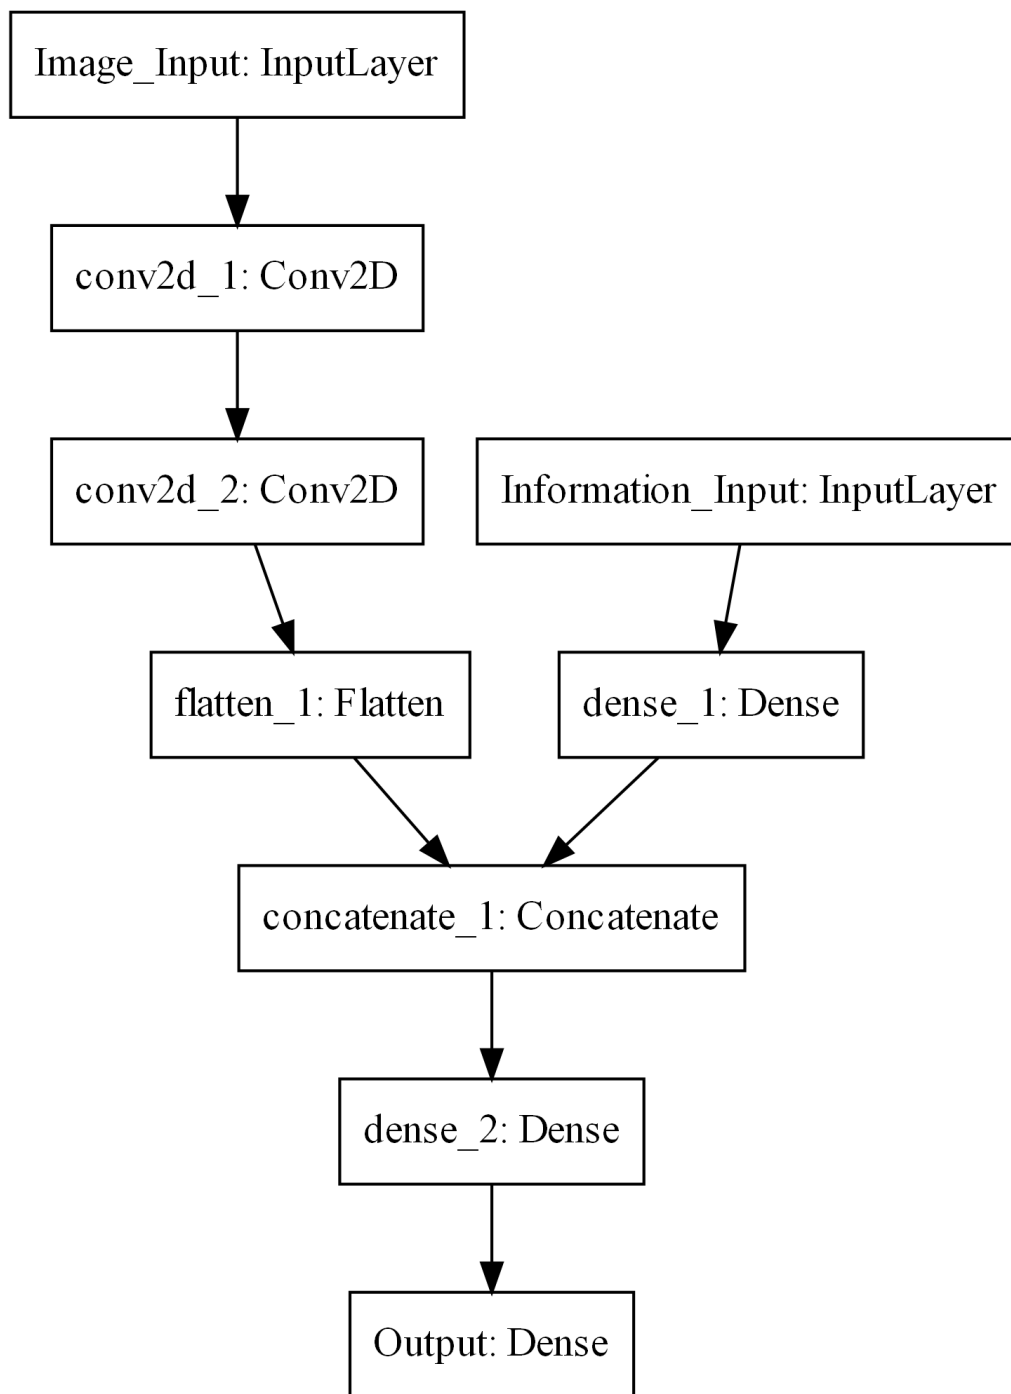 Image_Input: InputLayer
conv2d_1: Conv2D
conv2d_2: Conv2D
Information_Input: InputLayer
flatten_1: Flatten
dense_1: Dense
concatenate_1: Concatenate
dense_2: Dense
Output: Dense